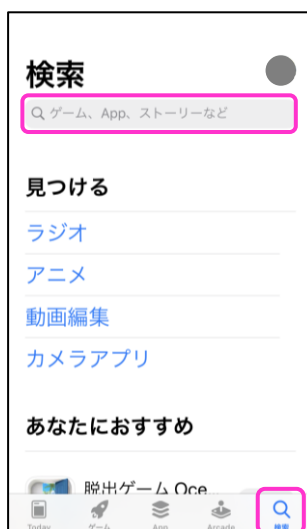 検索
ゲーム、App、ストーリーなど
見つける
ラジオ
アニメ
動画編集
カメラアプリ
あなたにおすすめ
脱出ゲーム Oce
Today ゲーム App Arcade 検索